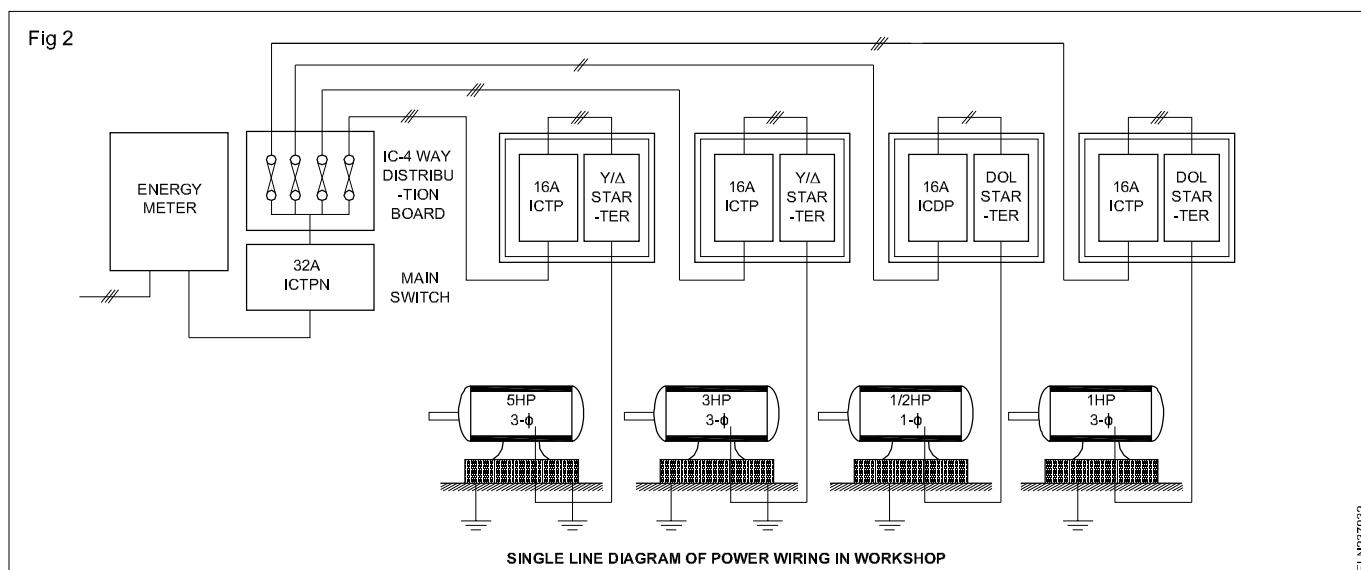 Fig 2
ENERGY
METER
IC-4 WAY
DISTRIBU
-TION
BOARD
32A
ICTPN
MAIN
SWITCH
16A
ICTP
Y/Δ
STAR
-TER
16A
ICTP
Y/Δ
STAR
-TER
16A
ICDP
DOL
STAR
-TER
16A
ICTP
DOL
STAR
-TER
5HP
3-ϕ
3HP
3-ϕ
1/2HP
1-ϕ
1HP
3-ϕ
SINGLE LINE DIAGRAM OF POWER WIRING IN WORKSHOP